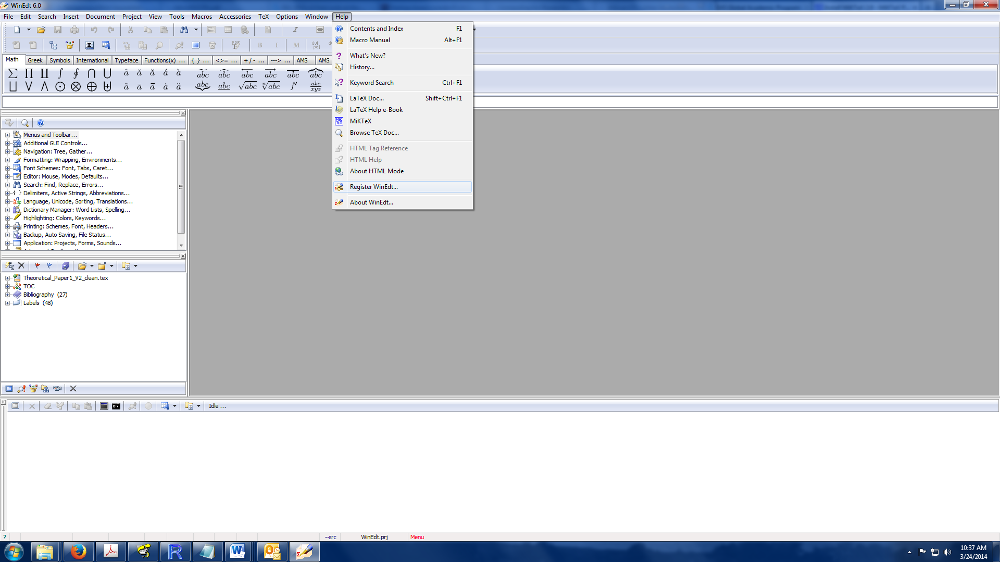 WinEdt 6.0
File Edit Search Insert Document Project View Tools Macros Accessories TeX Options Window Help
Math Greek Symbols International Typeface Functions(x) ... { } ... <>= ... + / - ... ---> ... AMS AMS
Contents and Index F1
Macro Manual Alt+F1
What's New?
History...
Keyword Search Ctrl+F1
LaTeX Doc... Shift+Ctrl+F1
LaTeX Help e-Book
MiKTeX
Browse TeX Doc...
HTML Tag Reference
HTML Help
About HTML Mode
Register WinEdt...
About WinEdt...
Menus and Toolbar...
Additional GUI Controls...
Navigation: Tree, Gather...
Formatting: Wrapping, Environments...
Font Schemes: Font, Tabs, Caret...
Editor: Mouse, Modes, Defaults...
Search: Find, Replace, Errors...
Delimiters, Active Strings, Abbreviations...
Language, Unicode, Sorting, Translations...
Dictionary Manager: Word Lists, Spelling...
Highlighting: Colors, Keywords...
Printing: Schemes, Font, Headers...
Backup, Auto Saving, File Status...
Application: Projects, Forms, Sounds...
Theoretical_Paper1_V2_clean.tex
TOC
Bibliography (27)
Labels (48)
Idle ...
? --src WinEdt.prj Menu
10:37 AM
3/24/2014